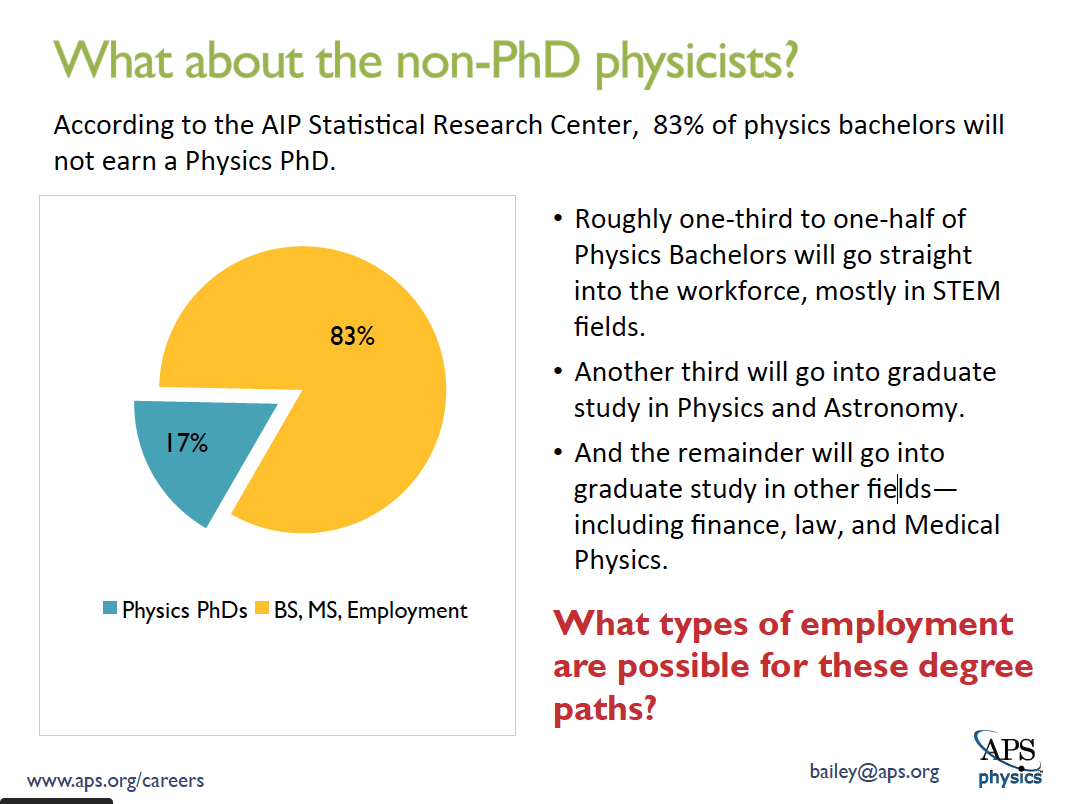 What about the non-PhD physicists?
According to the AIP Statistical Research Center,  83% of physics bachelors will
not earn a Physics PhD.
83%
17%
Physics PhDs
BS, MS, Employment
• Roughly one-third to one-half of
Physics Bachelors will go straight
into the workforce, mostly in STEM
fields.
• Another third will go into graduate
study in Physics and Astronomy.
• And the remainder will go into
graduate study in other fields—
including finance, law, and Medical
Physics.
What types of employment
are possible for these degree
paths?
www.aps.org/careers
bailey@aps.org
APS
physics™